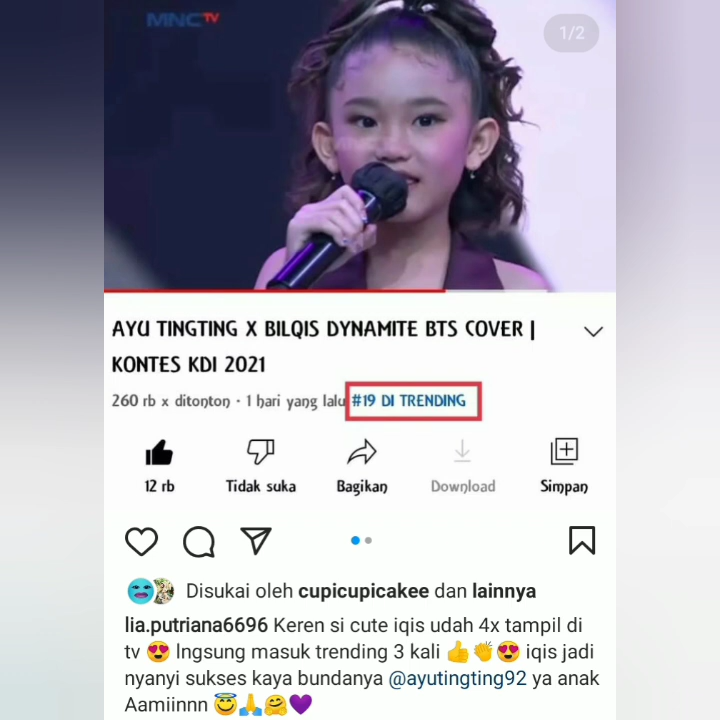 MNCTV
1/2
AYU TINGTING X BILQIS DYNAMITE BTS COVER |
KONTES KDI 2021
260 rb x ditonton · 1 hari yang lalu #19 DI TRENDING
12 rb Tidak suka Bagikan Download Simpan
Disukai oleh cupicupicakee dan lainnya
lia.putriana6696 Keren si cute iqis udah 4x tampil di
tv 😍 lngsung masuk trending 3 kali 👍👏😍 iqis jadi
nyanyi sukses kaya bundanya @ayutingting92 ya anak
Aamiinnn 😇🙏🤗💜